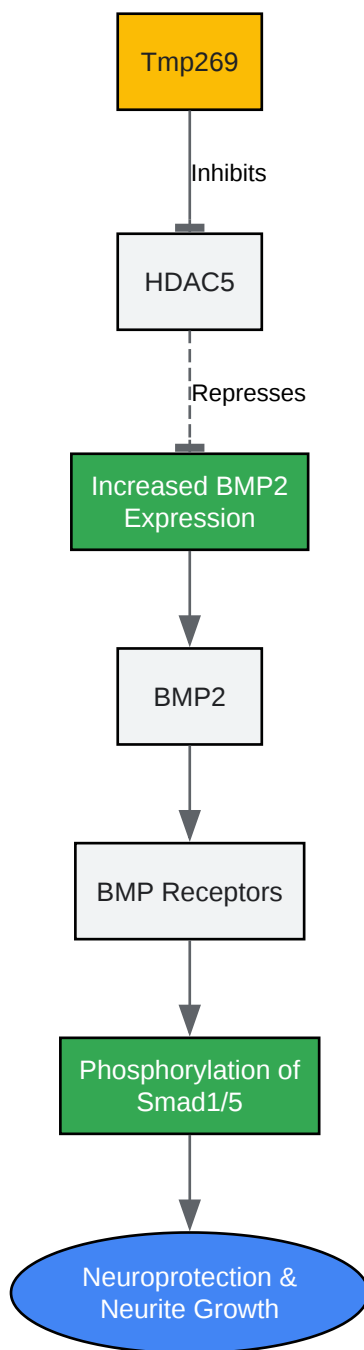 Tmp269
Inhibits
HDAC5
Represses
Increased BMP2
Expression
BMP2
BMP Receptors
Phosphorylation of
Smad1/5
Neuroprotection &
Neurite Growth